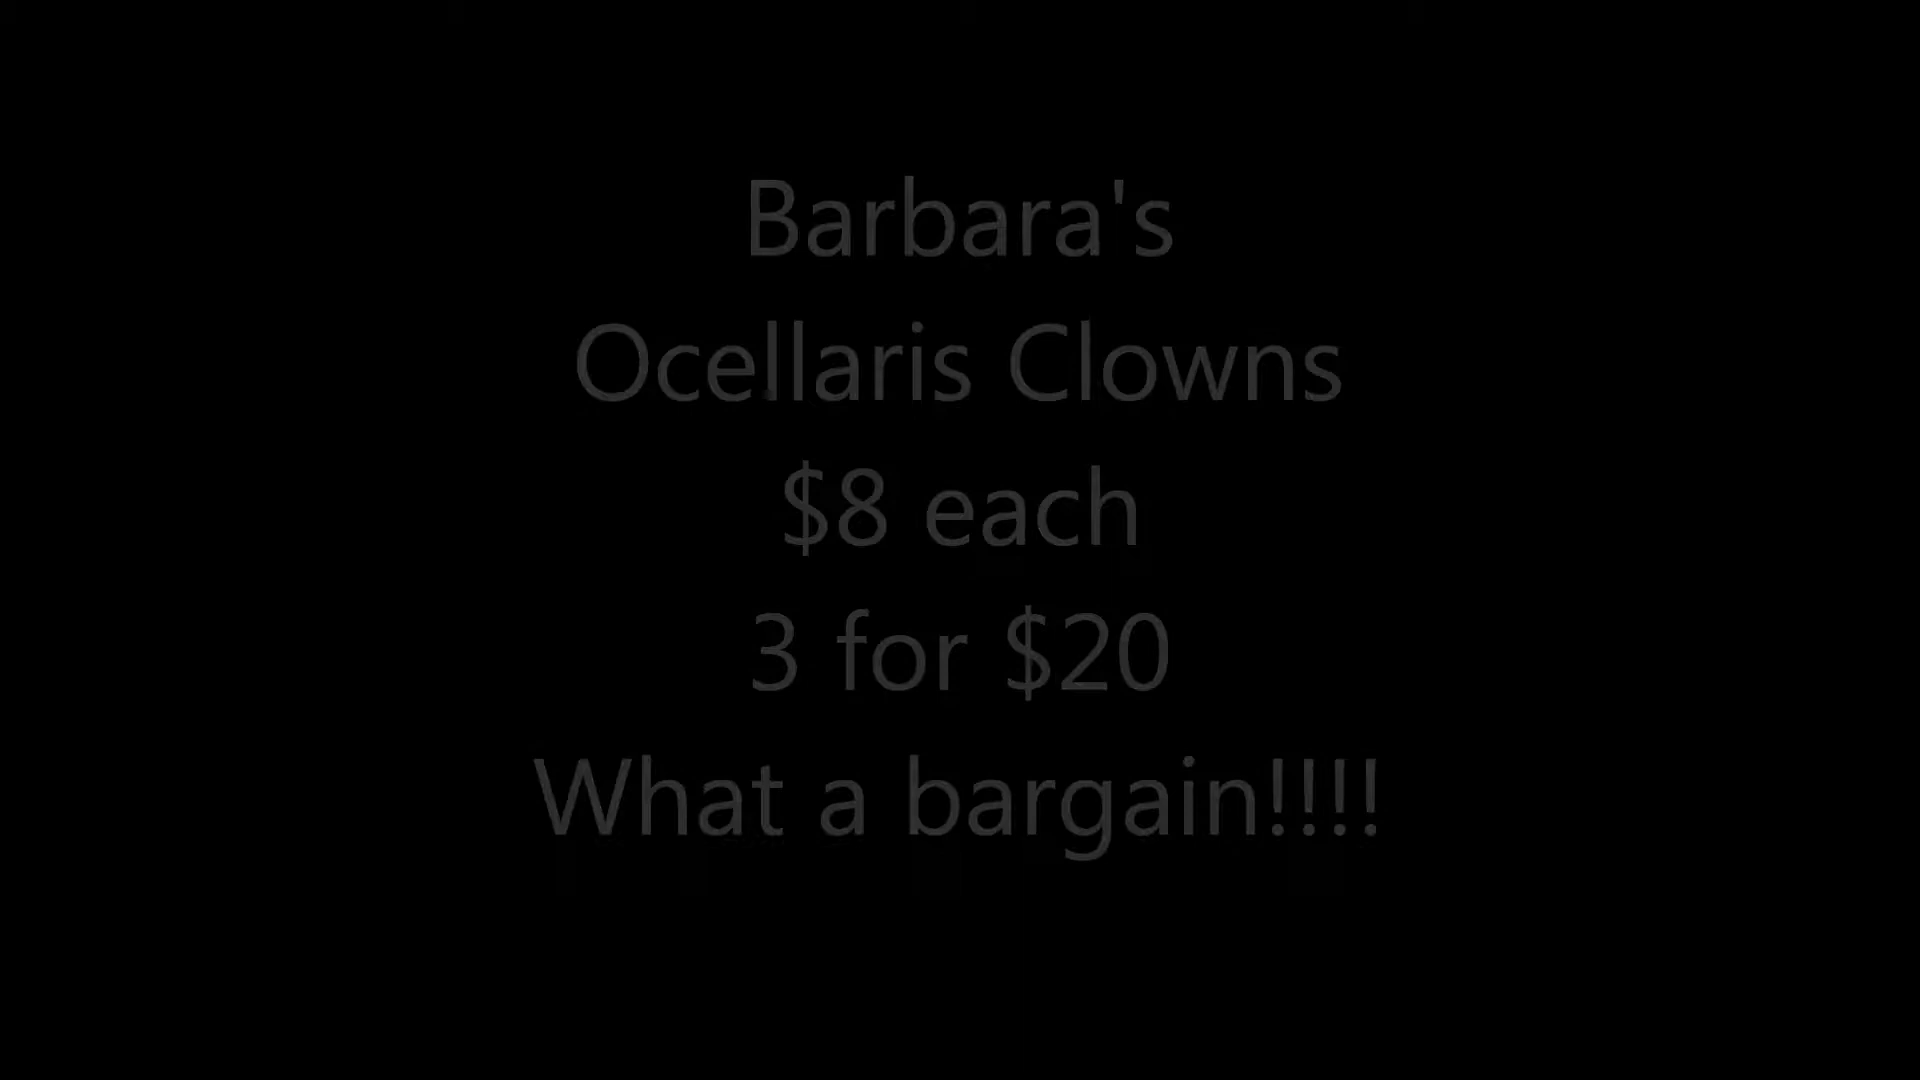 Barbara's
Ocellaris Clowns
$8 each
3 for $20
What a bargain!!!!